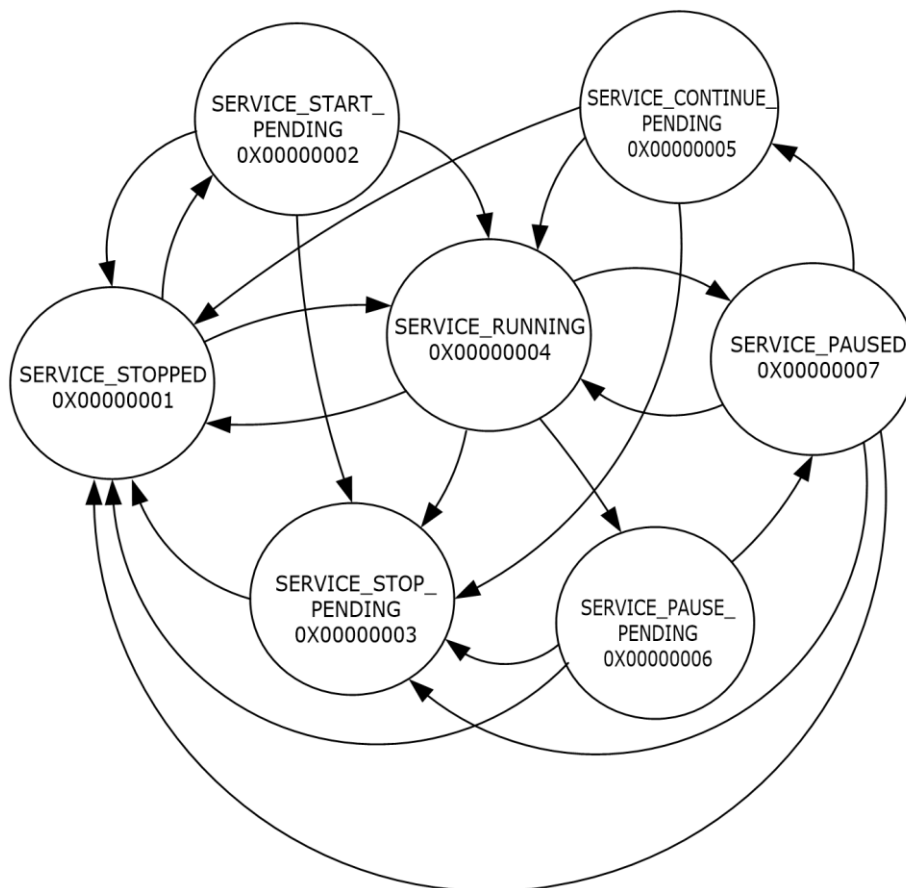 SERVICE_START_
PENDING
0X00000002
SERVICE_CONTINUE_
PENDING
0X00000005
SERVICE_STOPPED
0X00000001
SERVICE_RUNNING
0X00000004
SERVICE_PAUSED
0X00000007
SERVICE_STOP_
PENDING
0X00000003
SERVICE_PAUSE_
PENDING
0X00000006